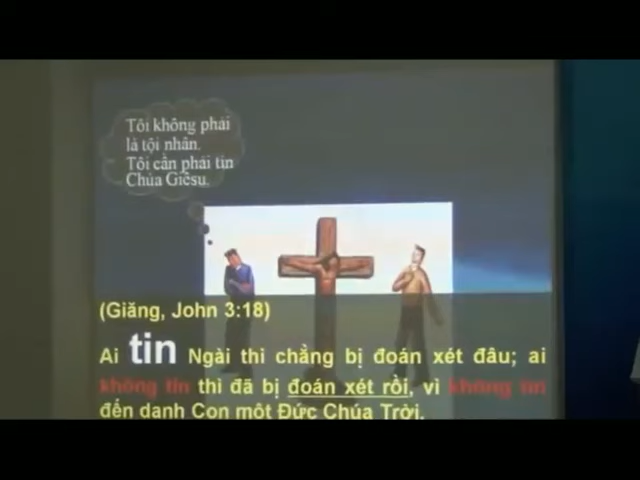 Tôi không phải
là tội nhân.
Tôi cần phải tin
Chúa Giêsu.
(Giăng, John 3:18)
Ai tin Ngài thì chẳng bị đoán xét đâu; ai
không tin thì đã bị đoán xét rồi, vì không tin
đến danh Con một Đức Chúa Trời.